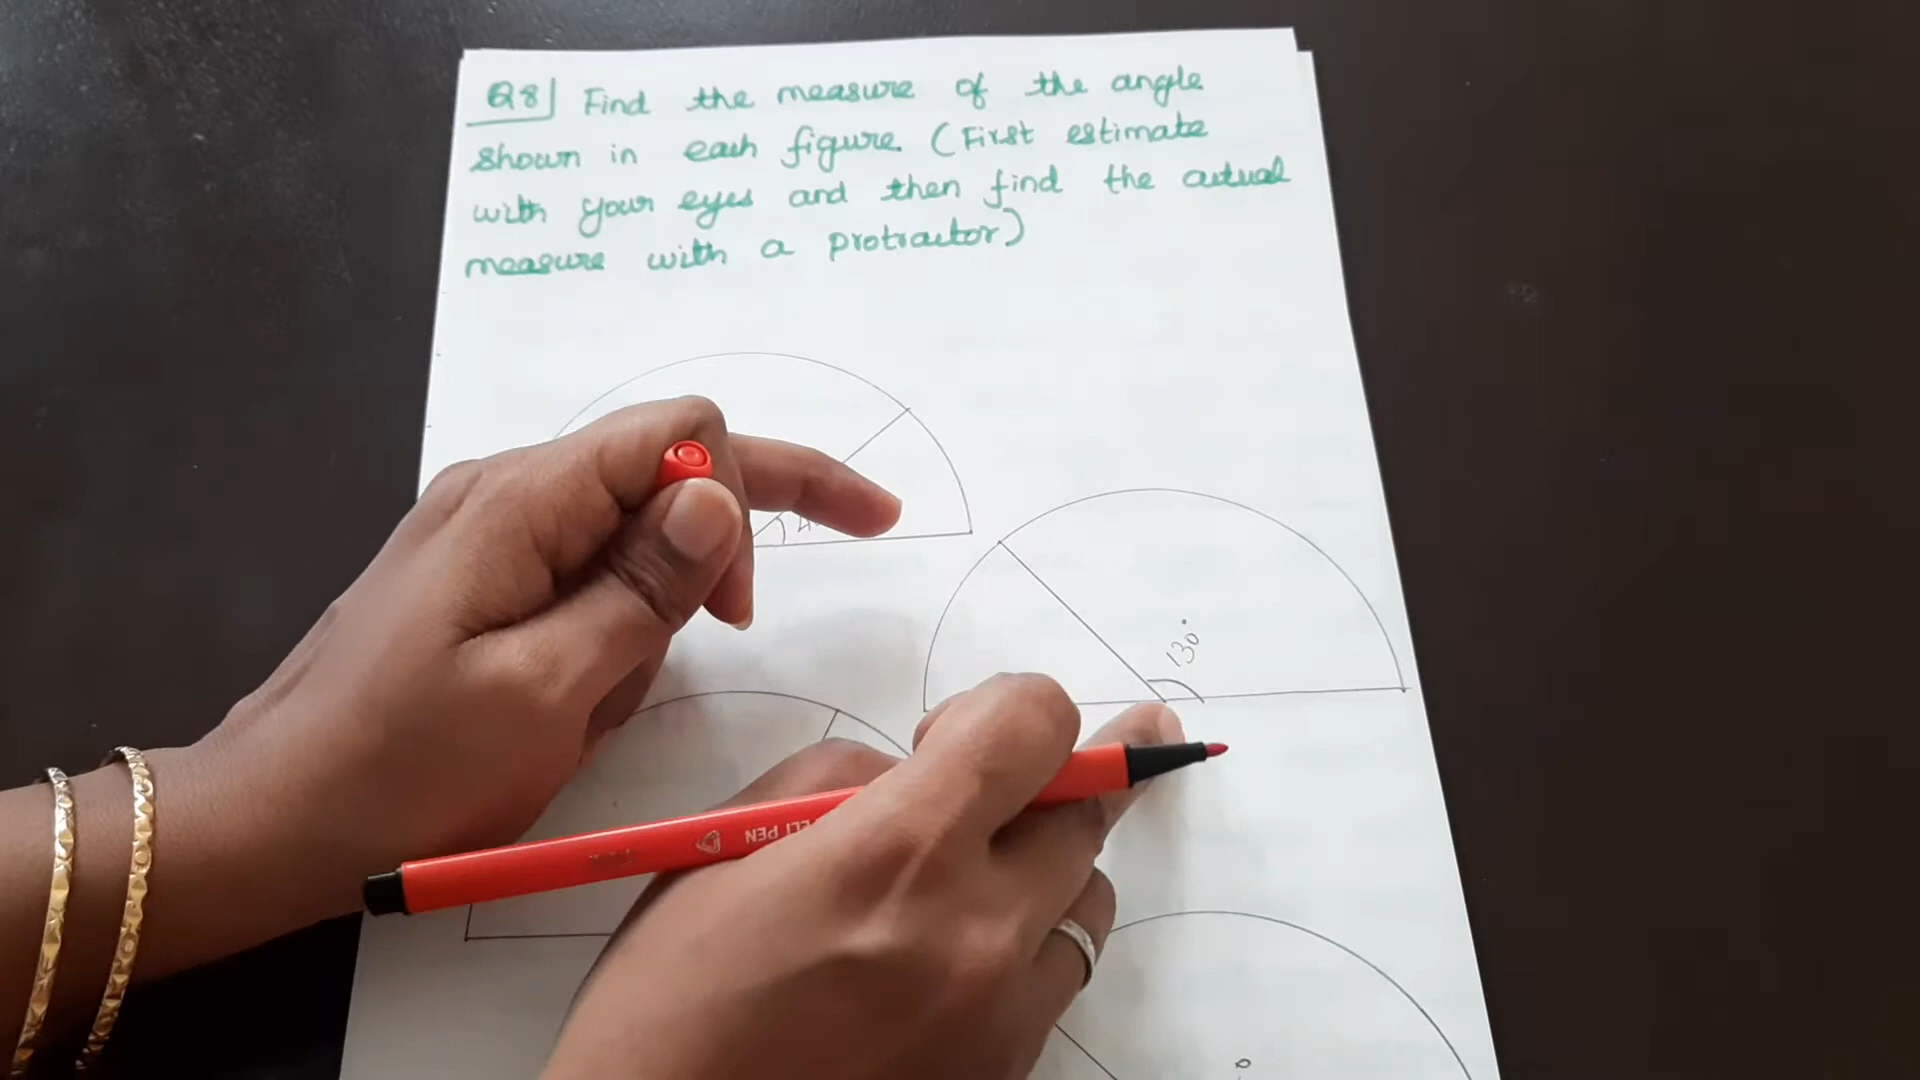 Q8 Find the measure of the angle
shown in each figure. (First estimate
with your eyes and then find the actual
measure with a protractor)
130°
PEN